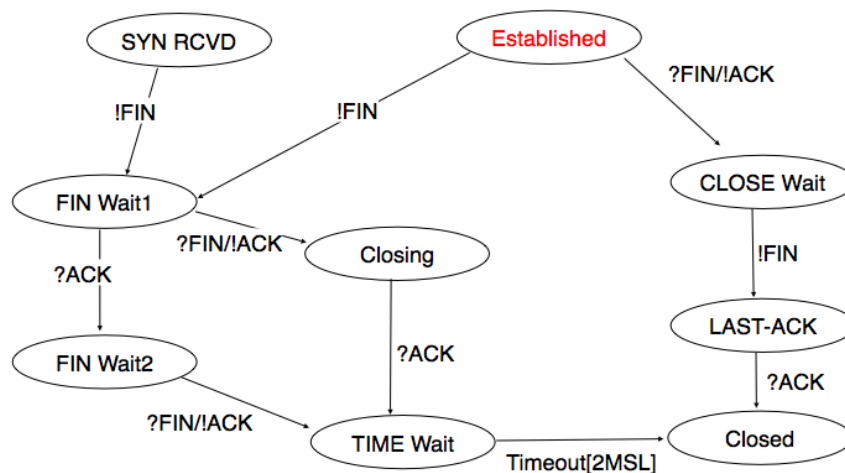 SYN RCVD
Established
?FIN/!ACK
!FIN
!FIN
FIN Wait1
CLOSE Wait
?FIN/!ACK
Closing
!FIN
?ACK
LAST-ACK
FIN Wait2
?ACK
?ACK
?FIN/!ACK
TIME Wait
Closed
Timeout[2MSL]